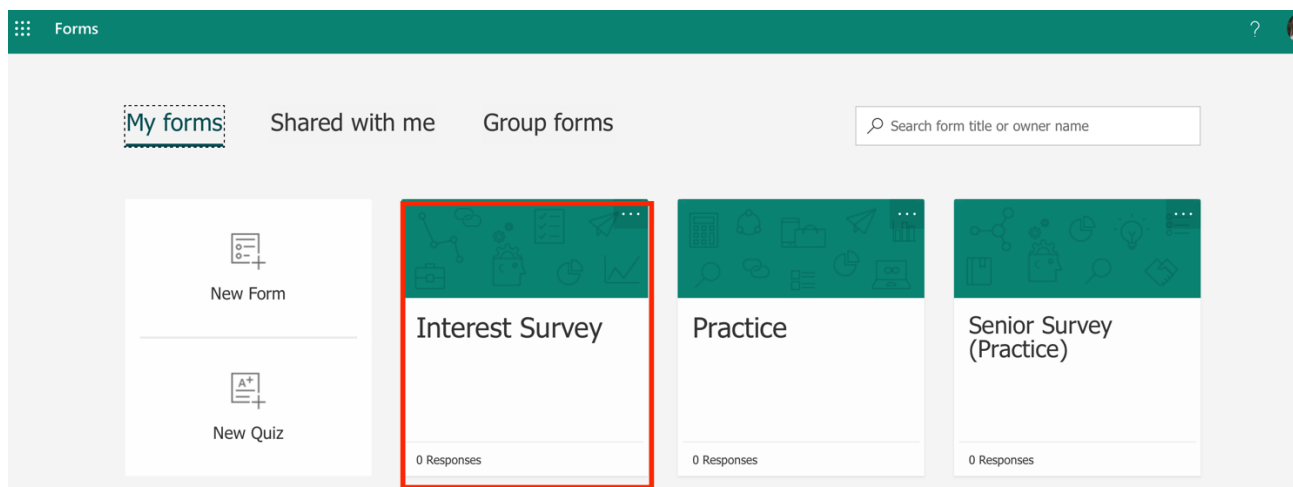 Forms
?
My forms
Shared with me
Group forms
Search form title or owner name
New Form
A+
New Quiz
Interest Survey
0 Responses
Practice
0 Responses
Senior Survey
(Practice)
0 Responses